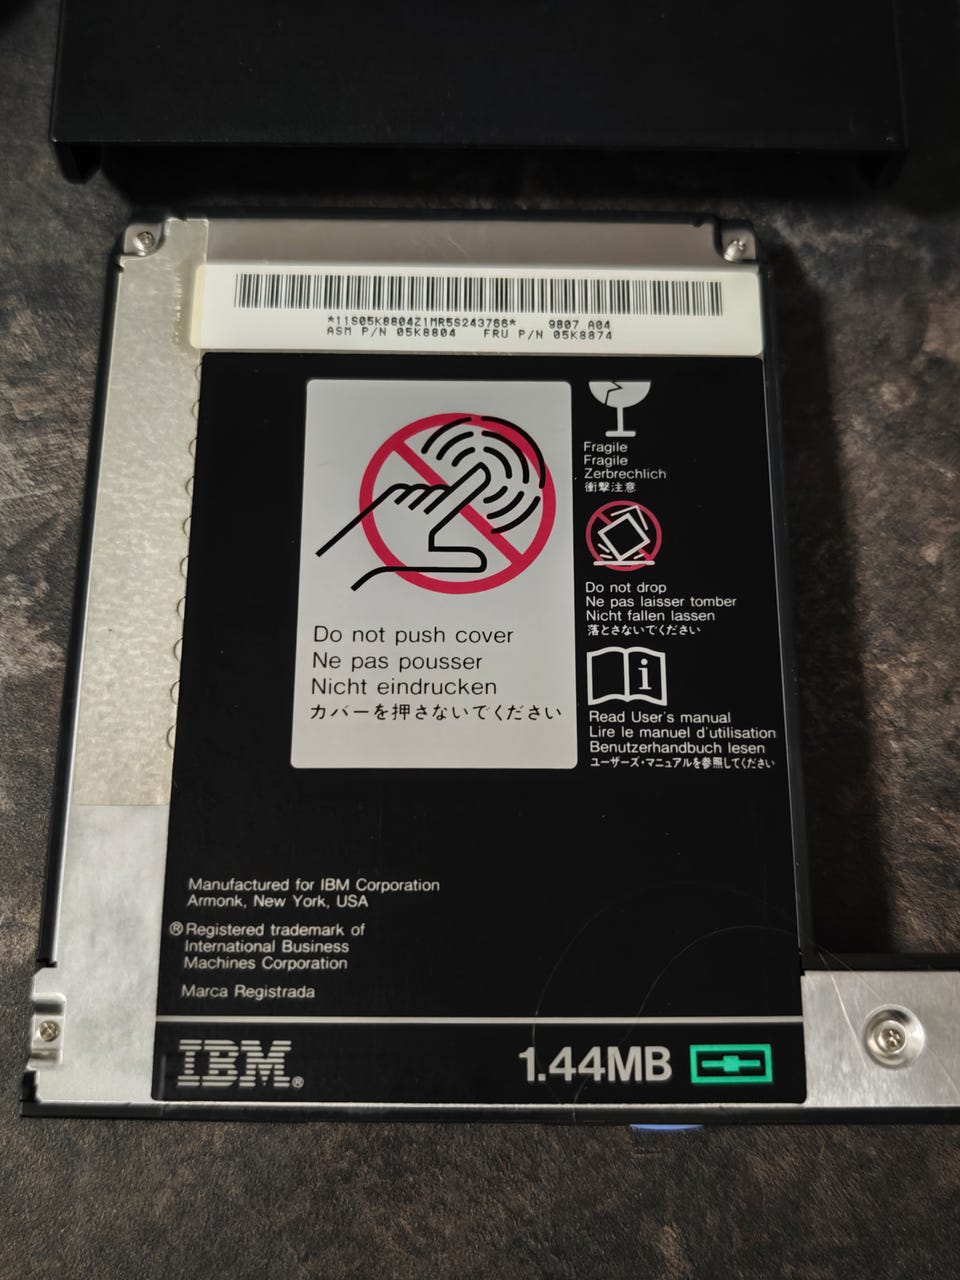 *11S05K8804Z1MR5S243766* 9807 A04
ASM P/N 05K8804 FRU P/N 05K8874
Fragile
Fragile
Zerbrechlich
衝撃注意
Do not drop
Ne pas laisser tomber
Nicht fallen lassen
落とさないでください
Do not push cover
Ne pas pousser
Nicht eindrucken
カバーを押さないでください
i
Read User's manual
Lire le manuel d'utilisation
Benutzerhandbuch lesen
ユーザーズ・マニュアルを参照してください
Manufactured for IBM Corporation
Armonk, New York, USA
®Registered trademark of
International Business
Machines Corporation
Marca Registrada
IBM® 1.44MB